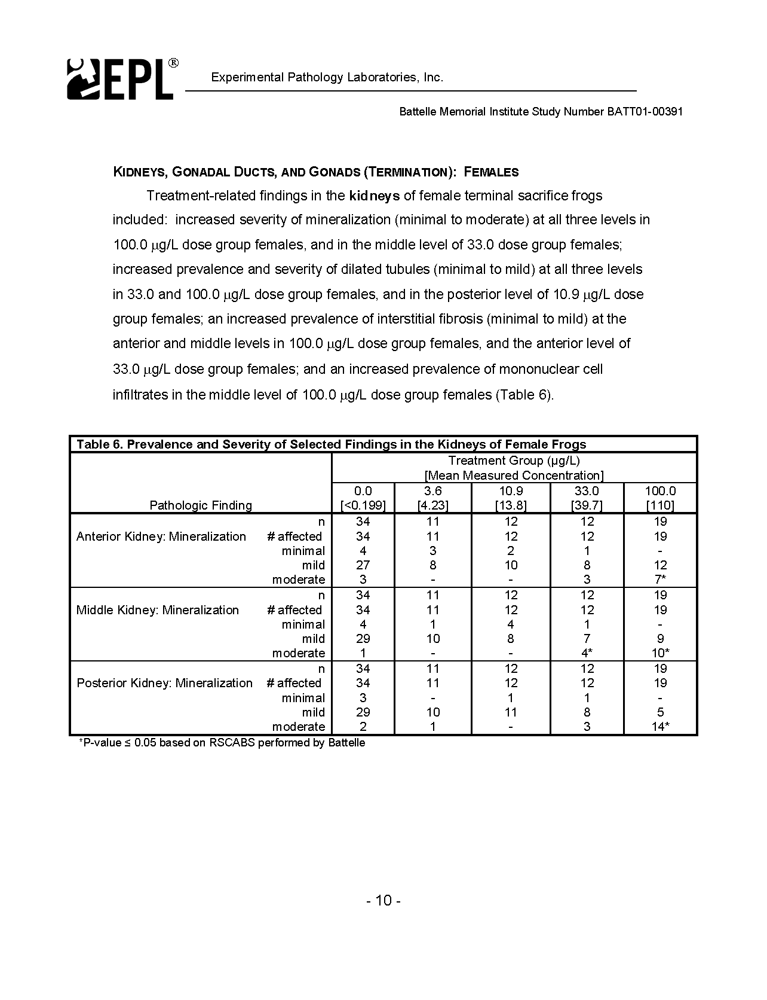 EPL®
Experimental Pathology Laboratories, Inc.
Battelle Memorial Institute Study Number BATT01-00391
KIDNEYS, GONADAL DUCTS, AND GONADS (TERMINATION): FEMALES
Treatment-related findings in the kidneys of female terminal sacrifice frogs
included: increased severity of mineralization (minimal to moderate) at all three levels in
100.0 µg/L dose group females, and in the middle level of 33.0 dose group females;
increased prevalence and severity of dilated tubules (minimal to mild) at all three levels
in 33.0 and 100.0 µg/L dose group females, and in the posterior level of 10.9 µg/L dose
group females; an increased prevalence of interstitial fibrosis (minimal to mild) at the
anterior and middle levels in 100.0 µg/L dose group females, and the anterior level of
33.0 µg/L dose group females; and an increased prevalence of mononuclear cell
infiltrates in the middle level of 100.0 µg/L dose group females (Table 6).
Table 6. Prevalence and Severity of Selected Findings in the Kidneys of Female Frogs
Treatment Group (µg/L)
[Mean Measured Concentration]
0.0 3.6 10.9 33.0 100.0
Pathologic Finding [<0.199] [4.23] [13.8] [39.7] [110]
n 34 11 12 12 19
Anterior Kidney: Mineralization # affected 34 11 12 12 19
minimal 4 3 2 1 -
mild 27 8 10 8 12
moderate 3 - - 3 7*
n 34 11 12 12 19
Middle Kidney: Mineralization # affected 34 11 12 12 19
minimal 4 1 4 1 -
mild 29 10 8 7 9
moderate 1 - - 4* 10*
n 34 11 12 12 19
Posterior Kidney: Mineralization # affected 34 11 12 12 19
minimal 3 - 1 1 -
mild 29 10 11 8 5
moderate 2 1 - 3 14*
*P-value ≤ 0.05 based on RSCABS performed by Battelle
- 10 -